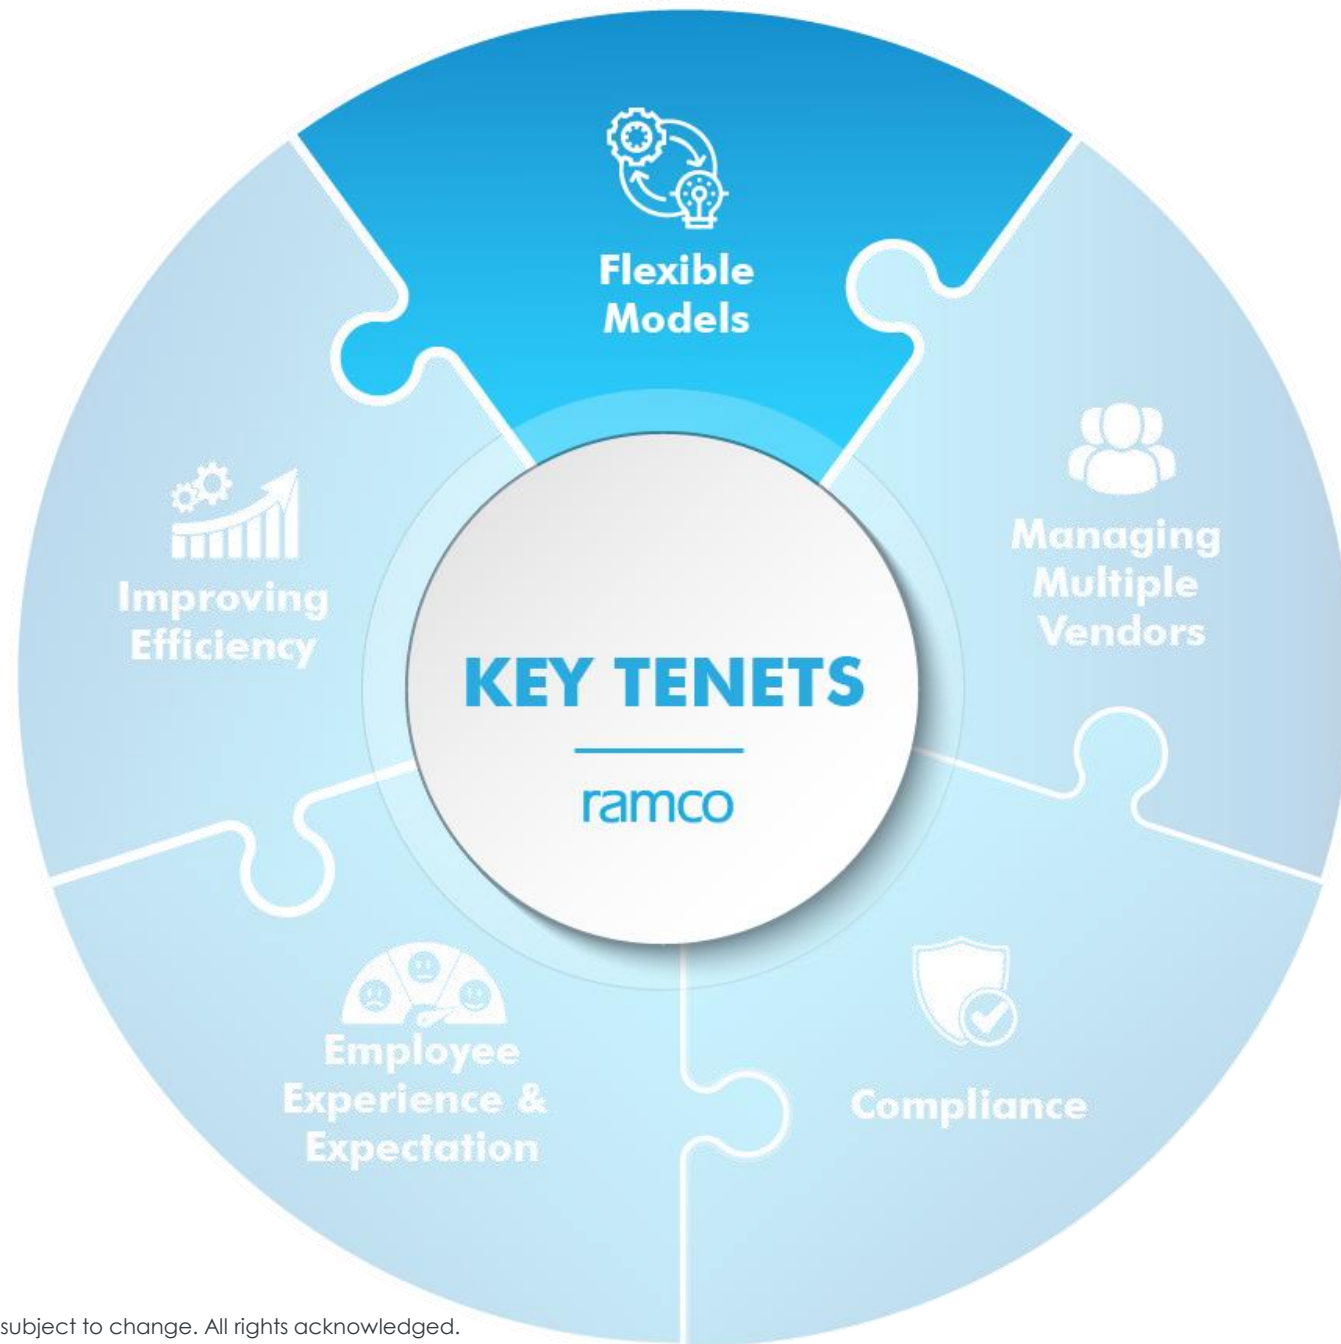 Flexible
Models
Managing
Multiple
Vendors
Improving
Efficiency
KEY TENETS
ramco
Employee
Experience &
Expectation
Compliance
subject to change. All rights acknowledged.